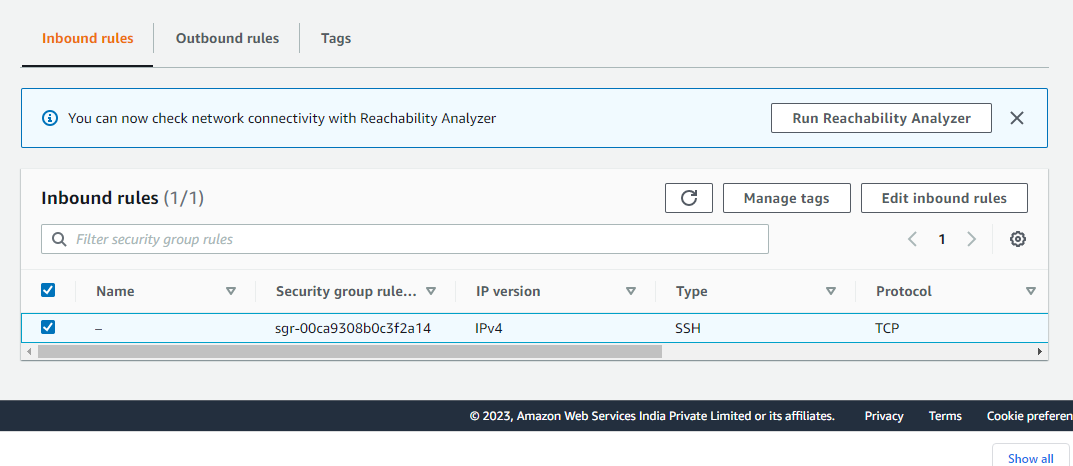 Inbound rules Outbound rules Tags
You can now check network connectivity with Reachability Analyzer Run Reachability Analyzer
Inbound rules (1/1) Manage tags Edit inbound rules
Filter security group rules 1
Name Security group rule... IP version Type Protocol
– sgr-00ca9308b0c3f2a14 IPv4 SSH TCP
© 2023, Amazon Web Services India Private Limited or its affiliates. Privacy Terms Cookie preferen
Show all